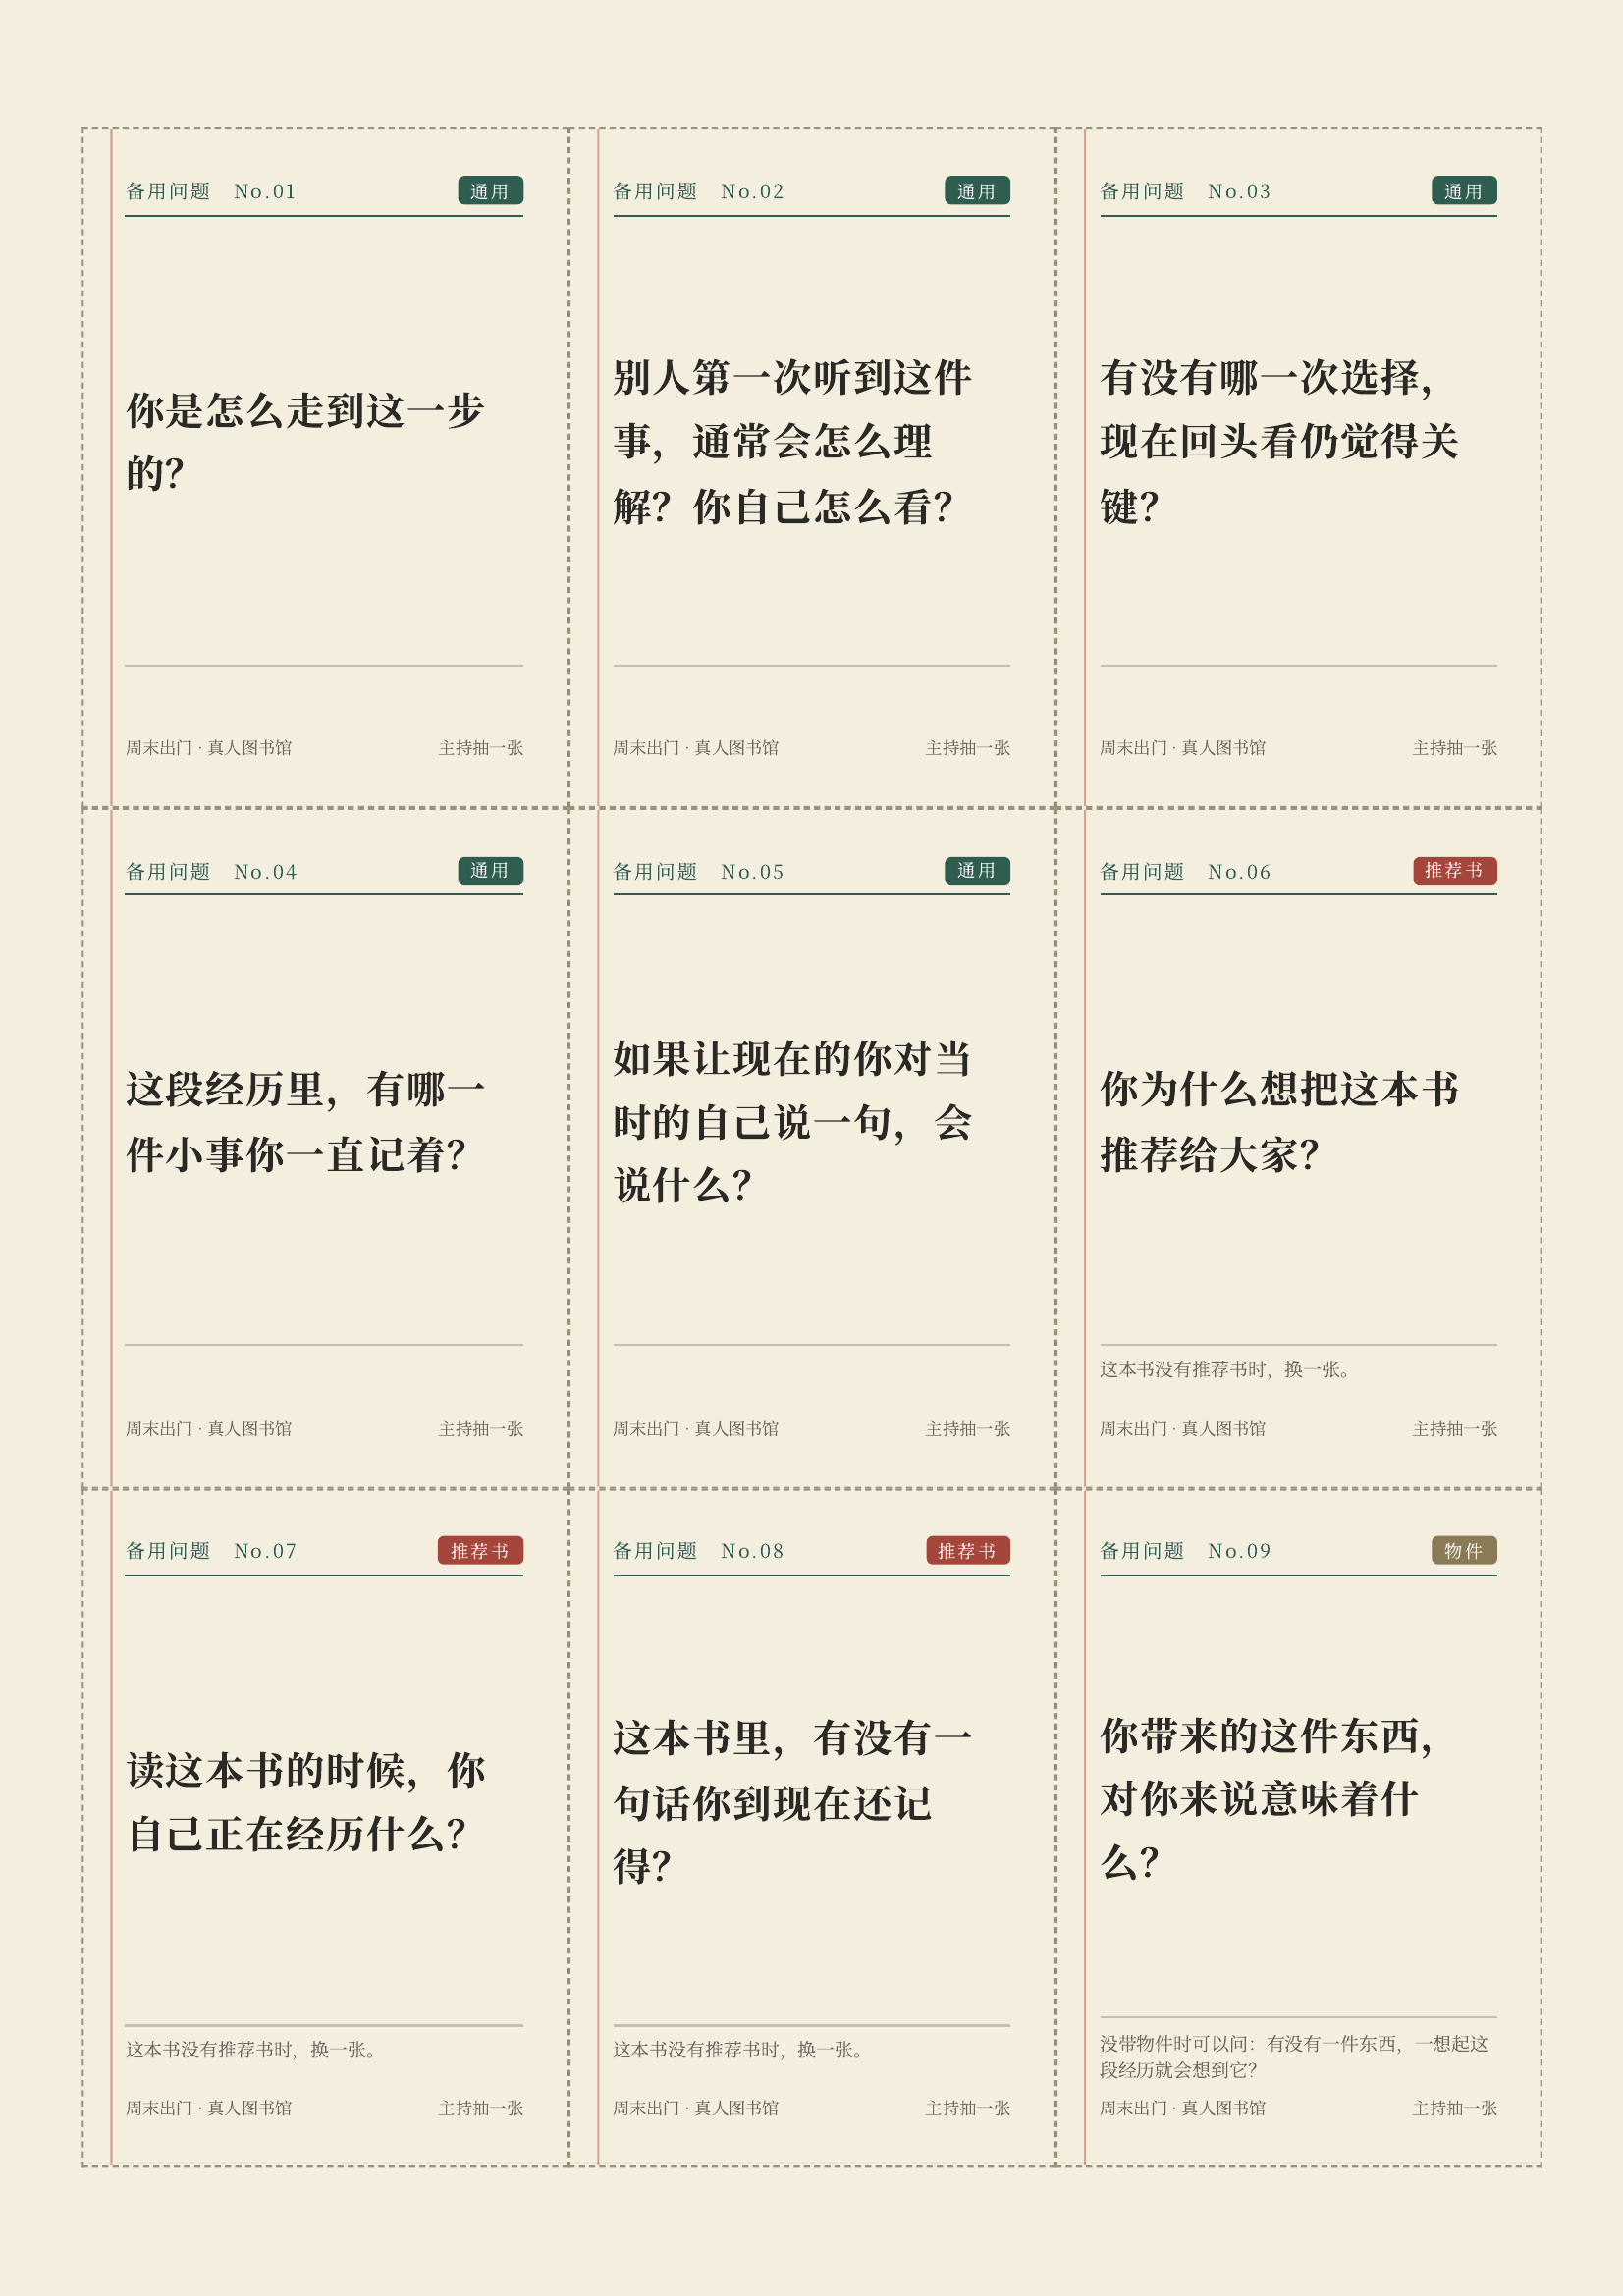 备用问题 No.01 通用
你是怎么走到这一步
的？
周末出门 · 真人图书馆 主持抽一张
备用问题 No.02 通用
别人第一次听到这件
事，通常会怎么理
解？你自己怎么看？
周末出门 · 真人图书馆 主持抽一张
备用问题 No.03 通用
有没有哪一次选择，
现在回头看仍觉得关
键？
周末出门 · 真人图书馆 主持抽一张
备用问题 No.04 通用
这段经历里，有哪一
件小事你一直记着？
周末出门 · 真人图书馆 主持抽一张
备用问题 No.05 通用
如果让现在的你对当
时的自己说一句，会
说什么？
周末出门 · 真人图书馆 主持抽一张
备用问题 No.06 推荐书
你为什么想把这本书
推荐给大家？
这本书没有推荐书时，换一张。
周末出门 · 真人图书馆 主持抽一张
备用问题 No.07 推荐书
读这本书的时候，你
自己正在经历什么？
这本书没有推荐书时，换一张。
周末出门 · 真人图书馆 主持抽一张
备用问题 No.08 推荐书
这本书里，有没有一
句话你到现在还记
得？
这本书没有推荐书时，换一张。
周末出门 · 真人图书馆 主持抽一张
备用问题 No.09 物件
你带来的这件东西，
对你来说意味着什
么？
没带物件时可以问：有没有一件东西，一想起这
段经历就会想到它？
周末出门 · 真人图书馆 主持抽一张